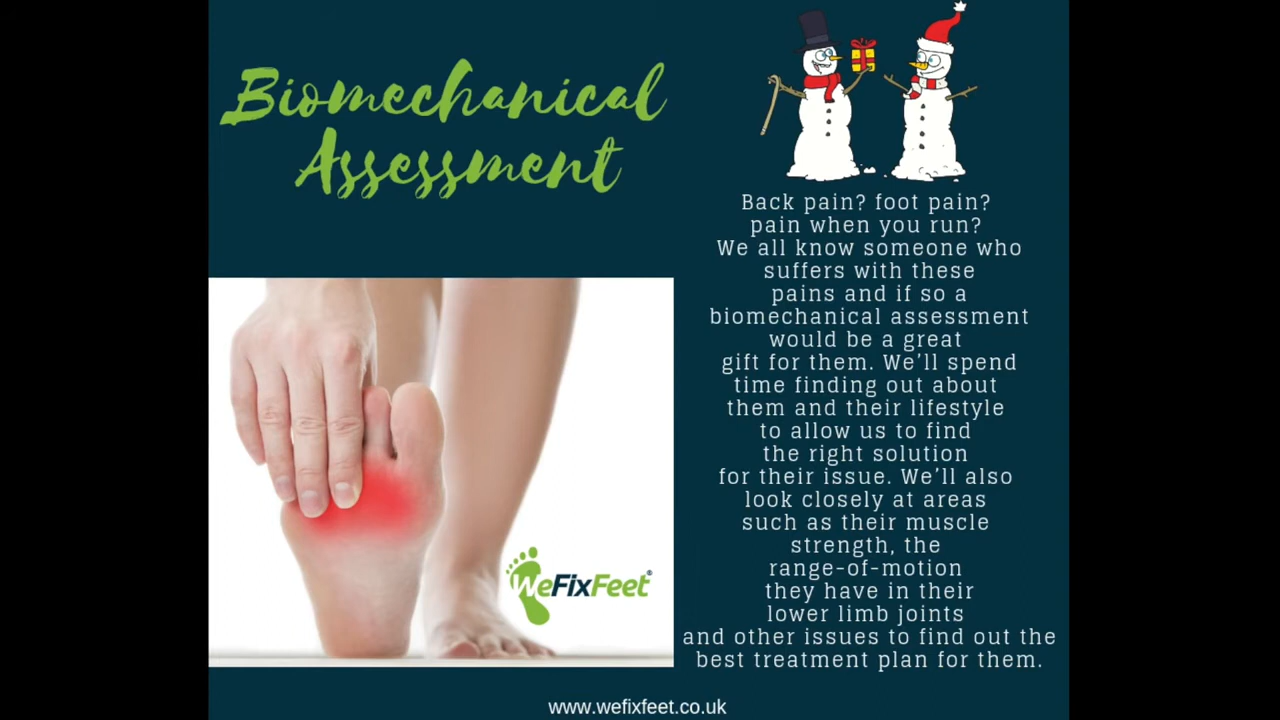 Biomechanical
Assessment
Back pain? foot pain?
pain when you run?
We all know someone who
suffers with these
pains and if so a
biomechanical assessment
would be a great
gift for them. We'll spend
time finding out about
them and their lifestyle
to allow us to find
the right solution
for their issue. We'll also
look closely at areas
such as their muscle
strength, the
range-of-motion
they have in their
lower limb joints
and other issues to find out the
best treatment plan for them.
WeFixFeet®
www.wefixfeet.co.uk